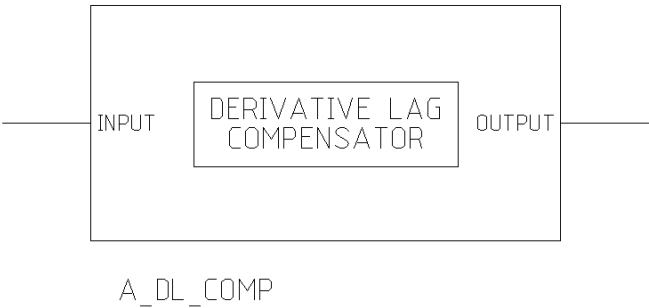 INPUT
DERIVATIVE LAG
COMPENSATOR
OUTPUT
A_DL_COMP